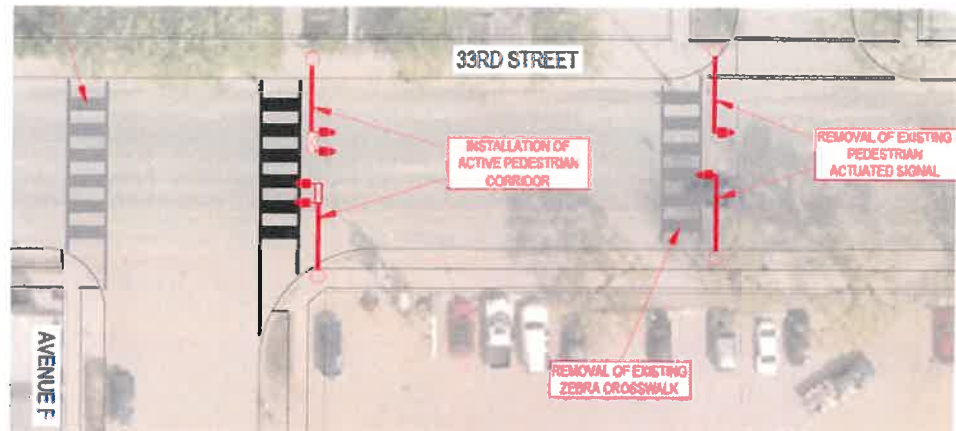 33RD STREET
INSTALLATION OF
ACTIVE PEDESTRIAN
CORRIDOR
REMOVAL OF EXISTING
PEDESTRIAN
ACTUATED SIGNAL
REMOVAL OF EXISTING
ZEBRA CROSSWALK
AVENUE F